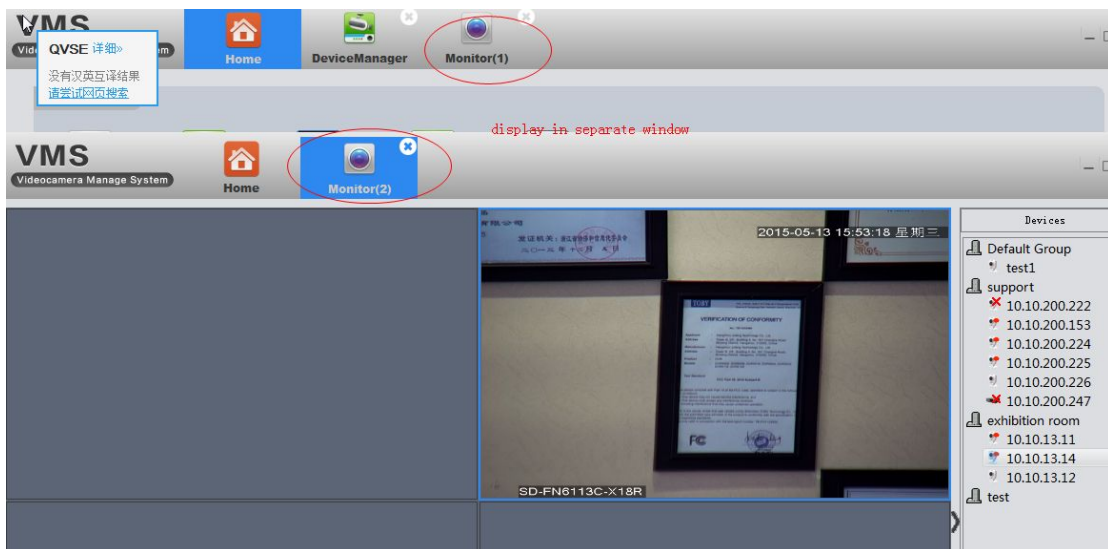 VMS
QVSE 详细»
没有汉英互译结果
请尝试网页搜索
Home
DeviceManager
Monitor(1)
display in separate window
VMS
Videocamera Manage System
Home
Monitor(2)
2015-05-13 15:53:18 星期三
VERIFICATION OF CONFORMITY
FC
SD-FN6113C-X18R
Devices
Default Group
test1
support
10.10.200.222
10.10.200.153
10.10.200.224
10.10.200.225
10.10.200.226
10.10.200.247
exhibition room
10.10.13.11
10.10.13.14
10.10.13.12
test